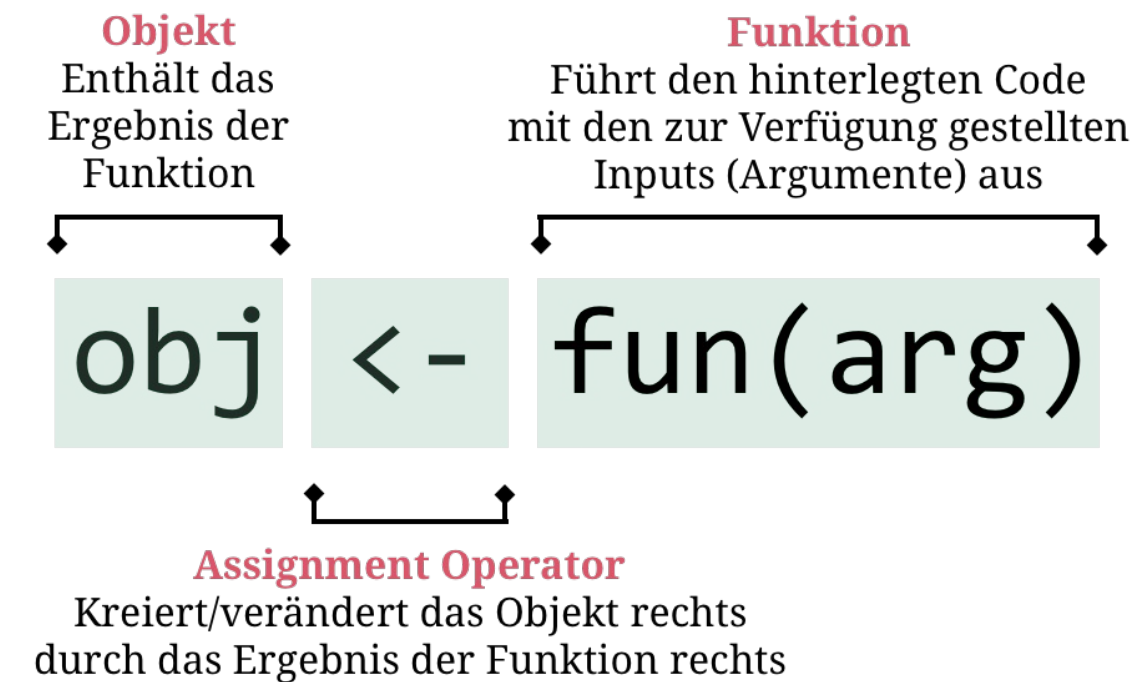 Objekt
Enthält das
Ergebnis der
Funktion
Funktion
Führt den hinterlegten Code
mit den zur Verfügung gestellten
Inputs (Argumente) aus
obj <- fun(arg)
Assignment Operator
Kreiert/verändert das Objekt rechts
durch das Ergebnis der Funktion rechts